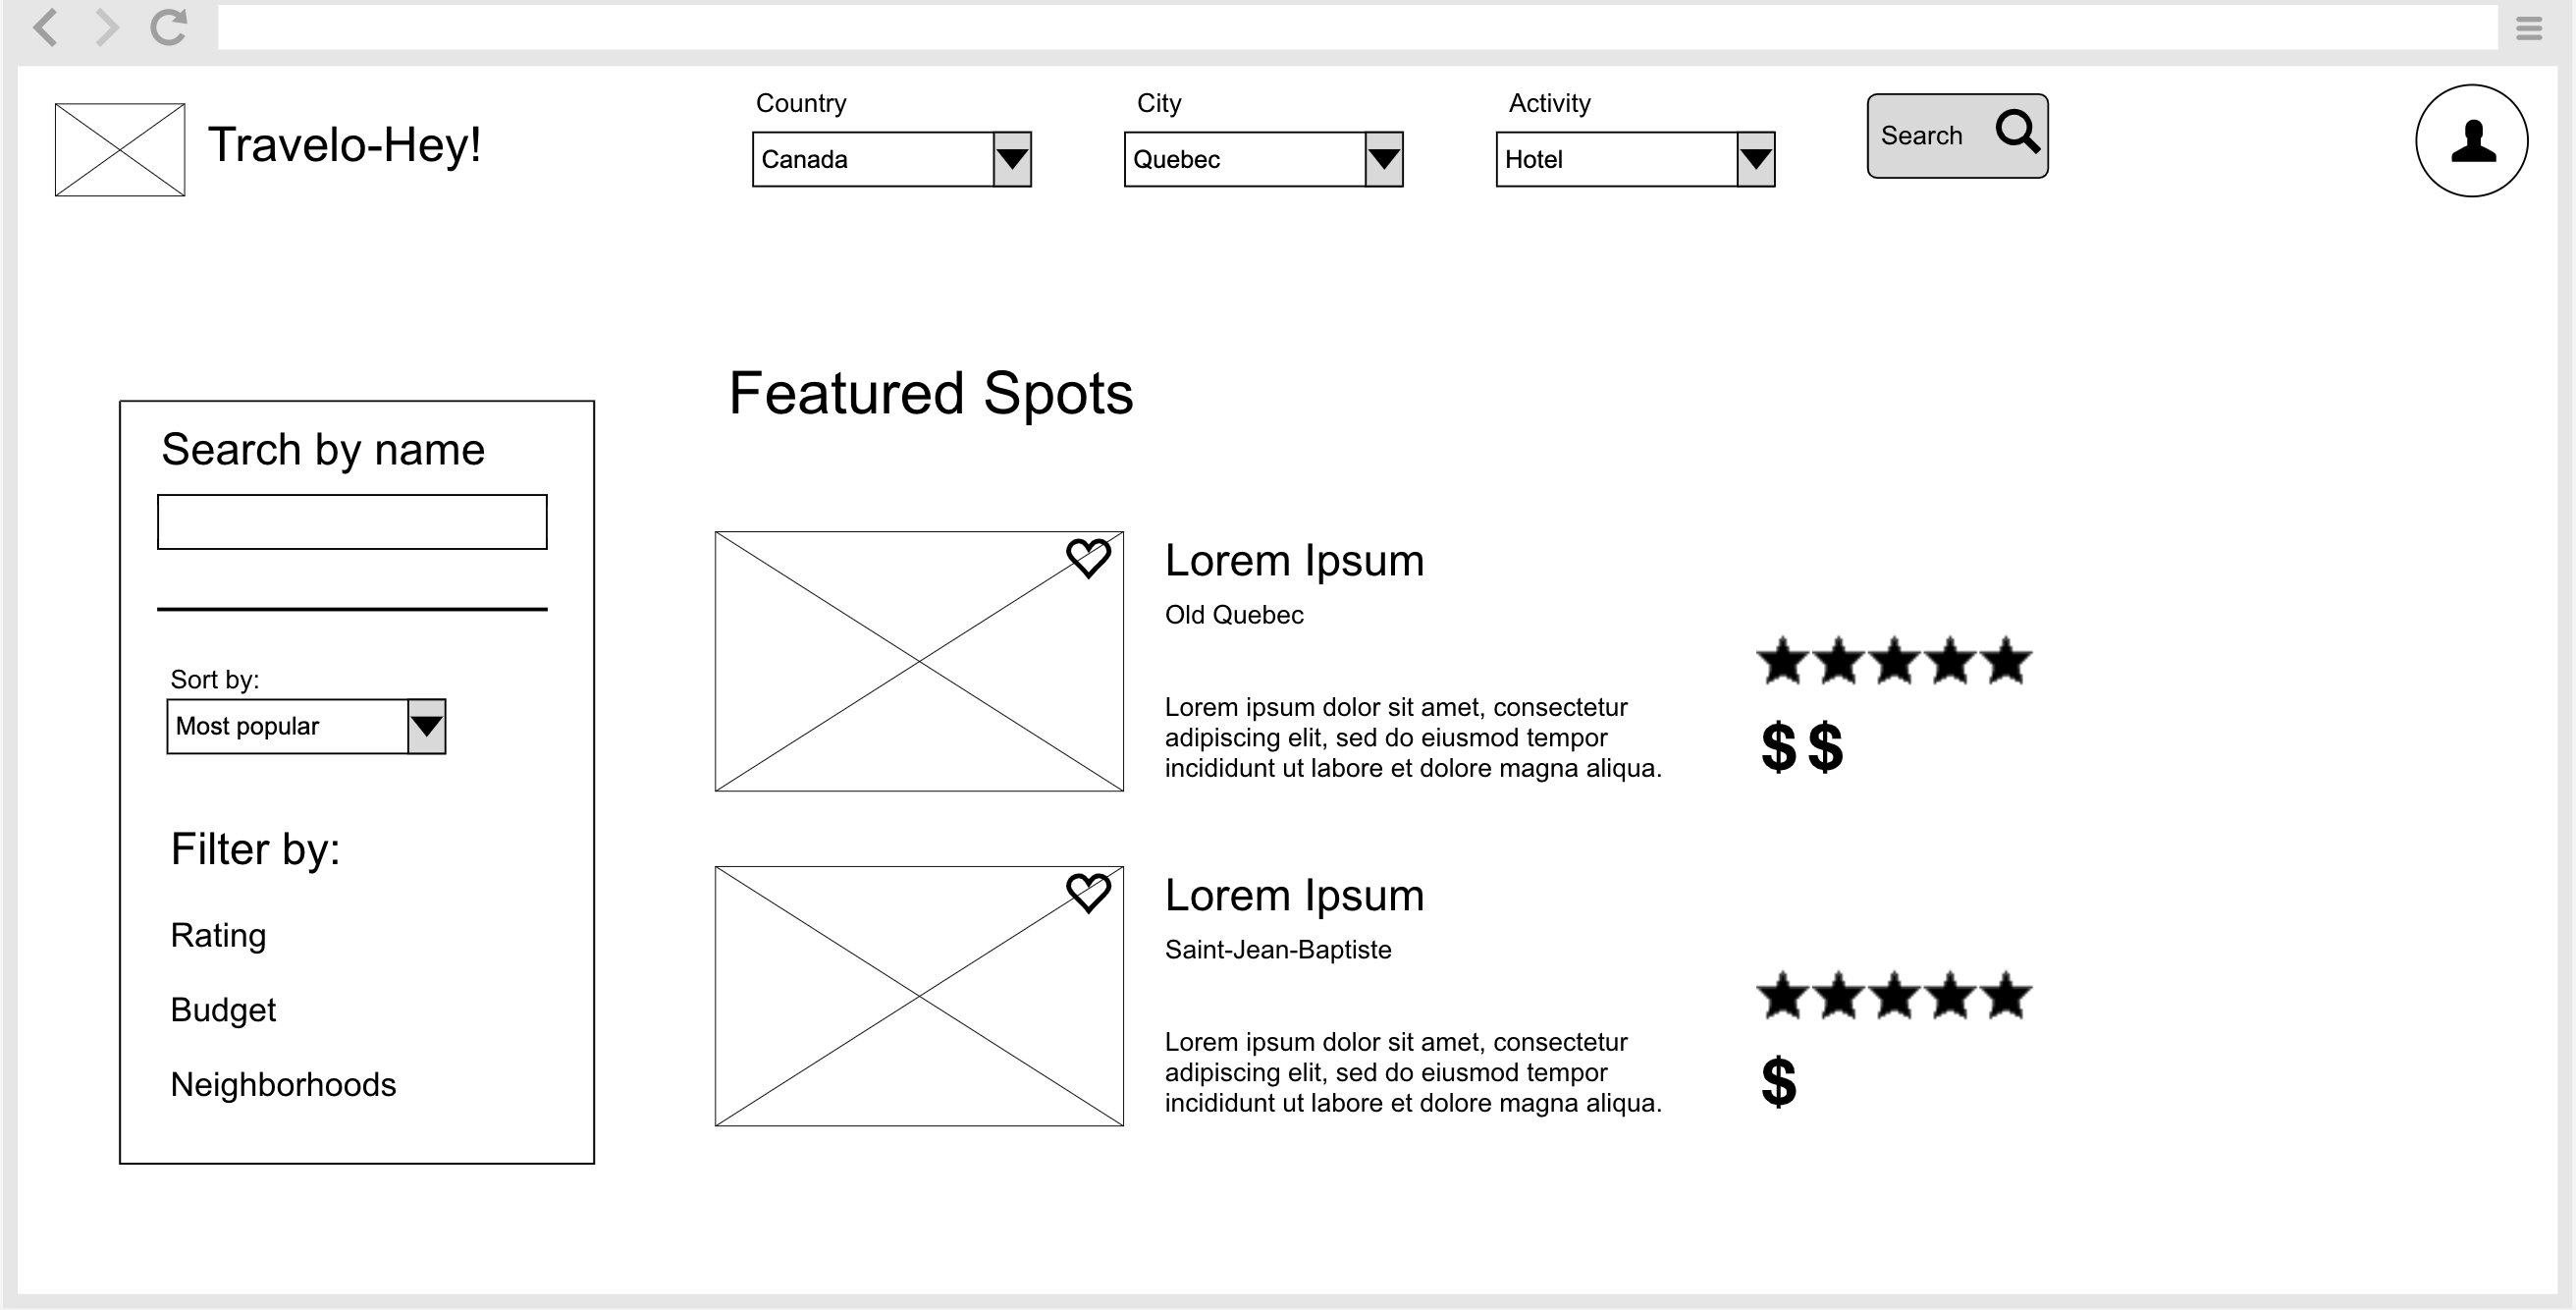 Travelo-Hey!
Country
City
Activity
Canada
Quebec
Hotel
Search
Featured Spots
Search by name
Sort by:
Most popular
Filter by:
Rating
Budget
Neighborhoods
Lorem Ipsum
Old Quebec
Lorem ipsum dolor sit amet, consectetur
adipiscing elit, sed do eiusmod tempor
incididunt ut labore et dolore magna aliqua.
$ $
Lorem Ipsum
Saint-Jean-Baptiste
Lorem ipsum dolor sit amet, consectetur
adipiscing elit, sed do eiusmod tempor
incididunt ut labore et dolore magna aliqua.
$